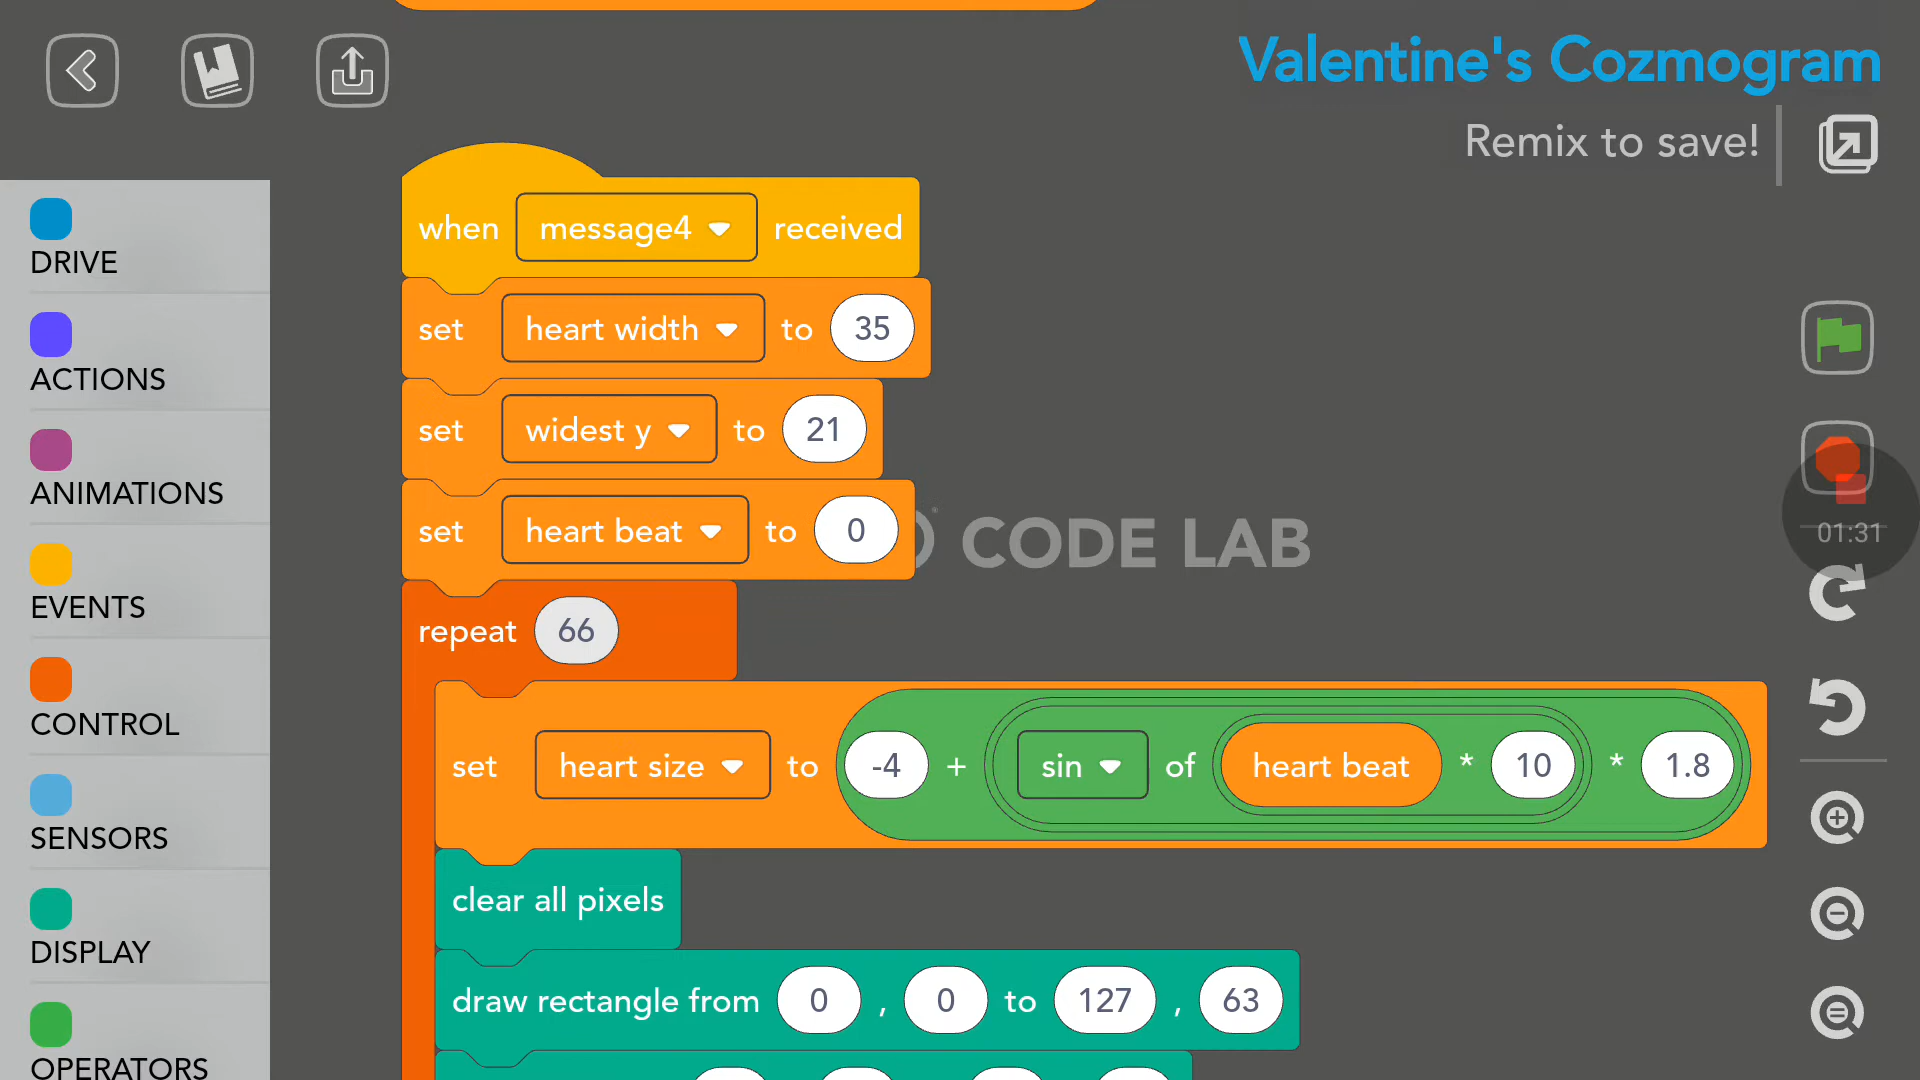 Valentine's Cozmogram
Remix to save!
DRIVE
ACTIONS
ANIMATIONS
EVENTS
CONTROL
SENSORS
DISPLAY
OPERATORS
when message4 received
set heart width to 35
set widest y to 21
set heart beat to 0
repeat 66
set heart size to -4 + sin of heart beat * 10 * 1.8
clear all pixels
draw rectangle from 0 , 0 to 127 , 63
CODE LAB
01:31